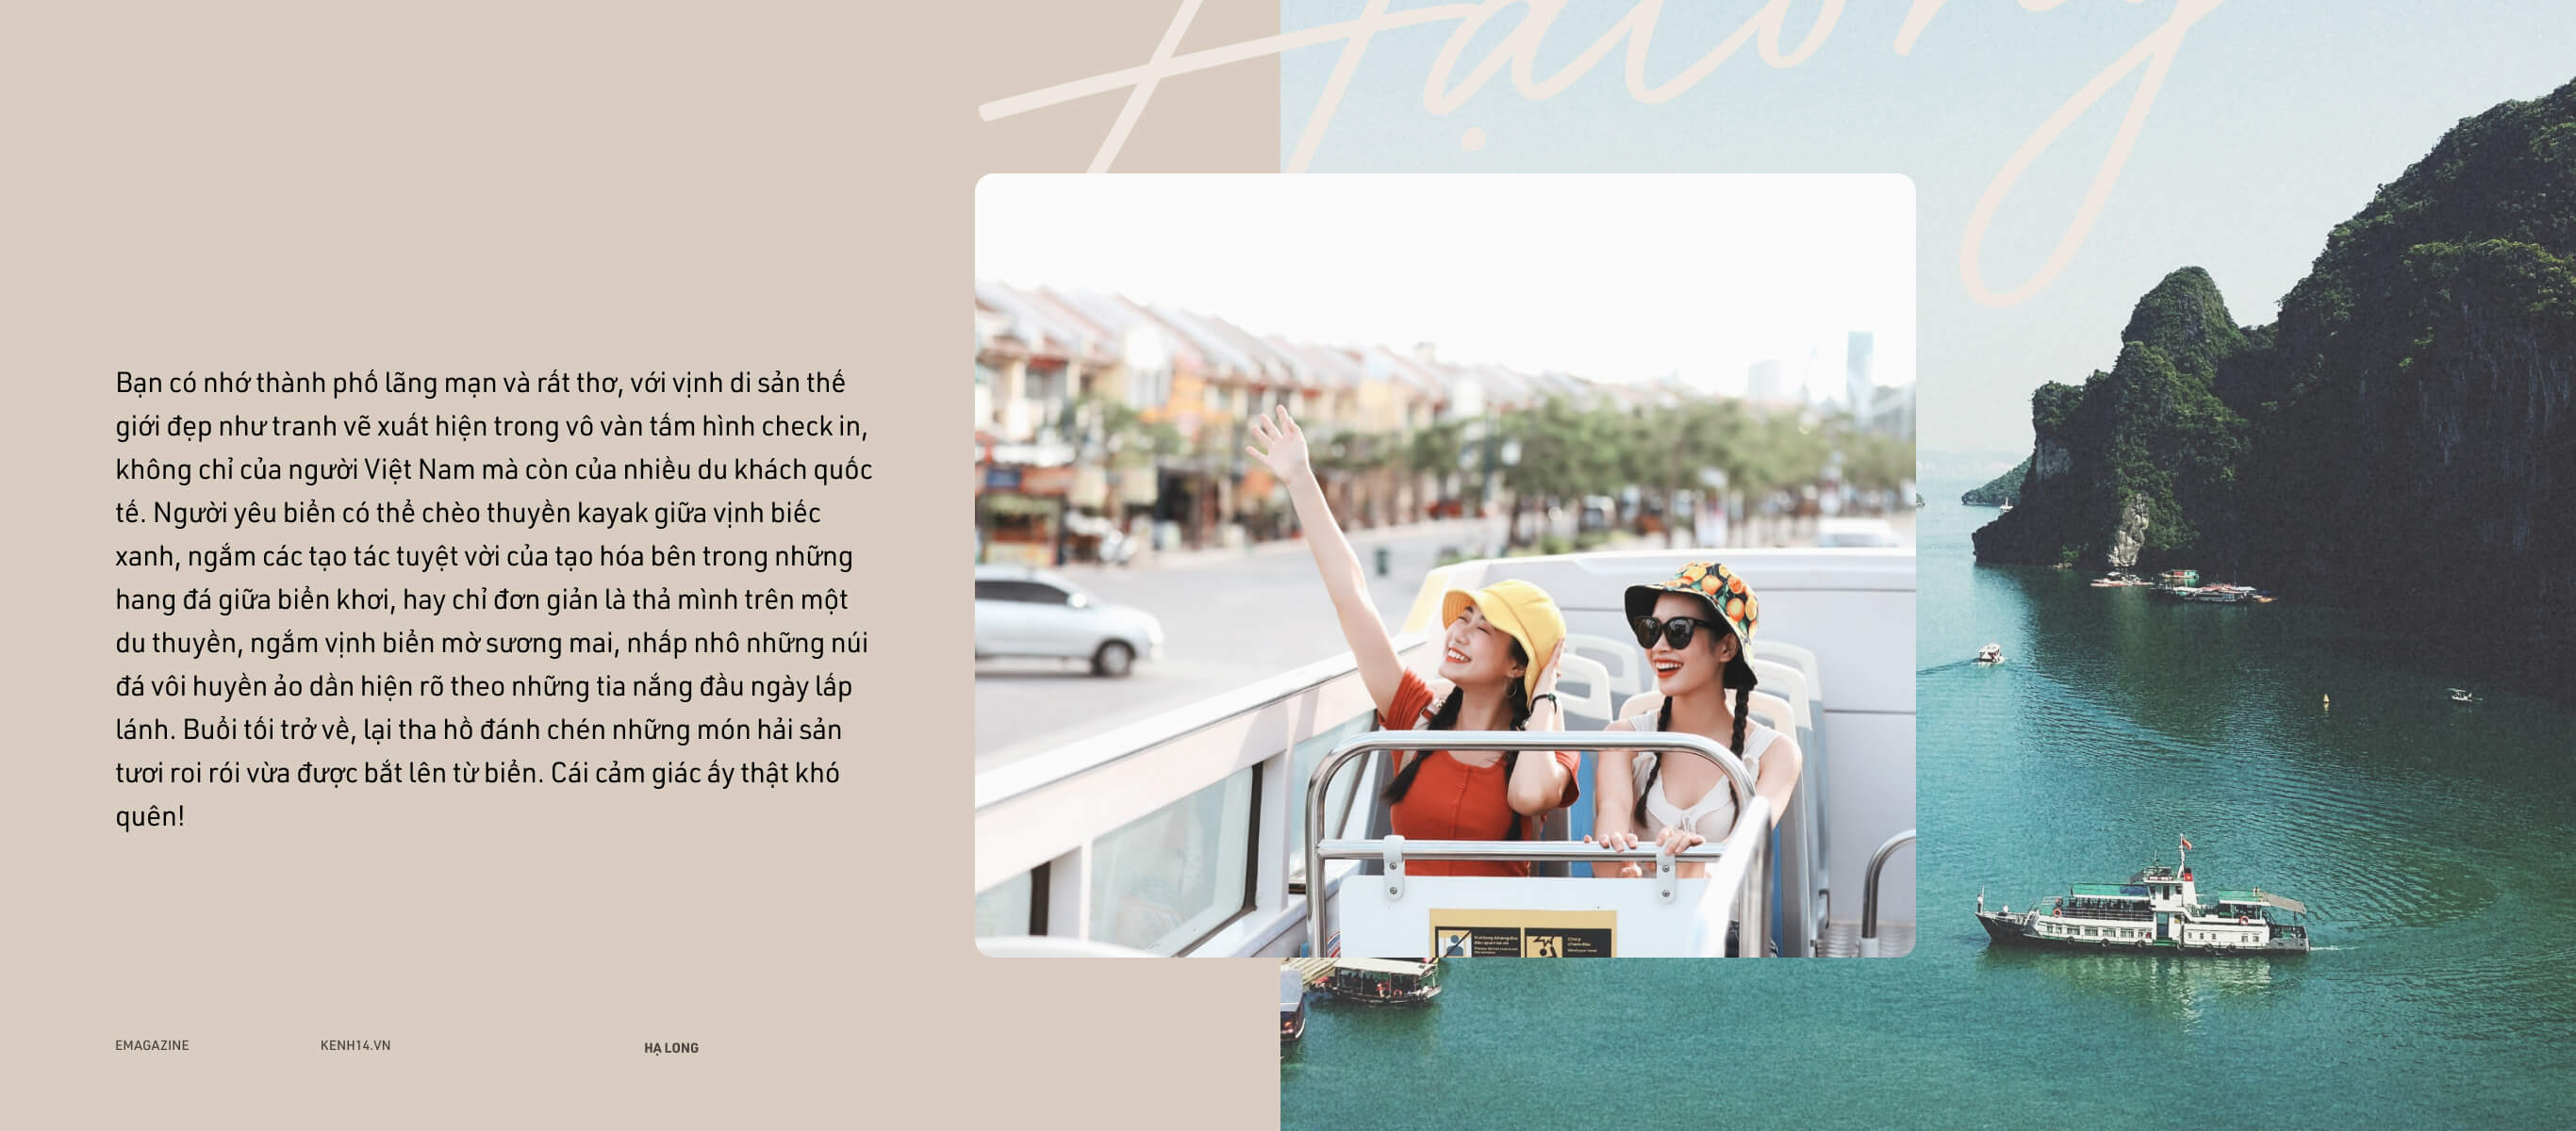 Hạ long
Bạn có nhớ thành phố lãng mạn và rất thơ, với vịnh di sản thế
giới đẹp như tranh vẽ xuất hiện trong vô vàn tấm hình check in,
không chỉ của người Việt Nam mà còn của nhiều du khách quốc
tế. Người yêu biển có thể chèo thuyền kayak giữa vịnh biếc
xanh, ngắm các tạo tác tuyệt vời của tạo hóa bên trong những
hang đá giữa biển khơi, hay chỉ đơn giản là thả mình trên một
du thuyền, ngắm vịnh biển mờ sương mai, nhấp nhô những núi
đá vôi huyền ảo dần hiện rõ theo những tia nắng đầu ngày lấp
lánh. Buổi tối trở về, lại tha hồ đánh chén những món hải sản
tươi roi rói vừa được bắt lên từ biển. Cái cảm giác ấy thật khó
quên!
EMAGAZINE
KENH14.VN
HẠ LONG